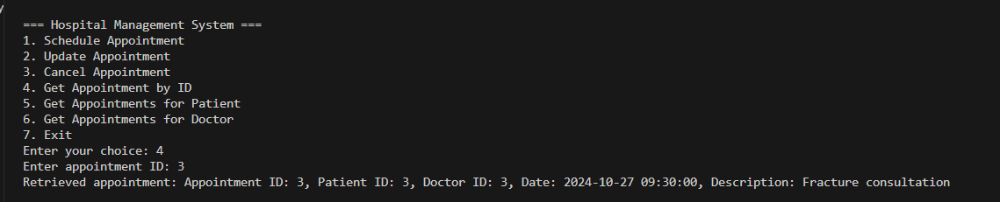 === Hospital Management System ===
1. Schedule Appointment
2. Update Appointment
3. Cancel Appointment
4. Get Appointment by ID
5. Get Appointments for Patient
6. Get Appointments for Doctor
7. Exit
Enter your choice: 4
Enter appointment ID: 3
Retrieved appointment: Appointment ID: 3, Patient ID: 3, Doctor ID: 3, Date: 2024-10-27 09:30:00, Description: Fracture consultation